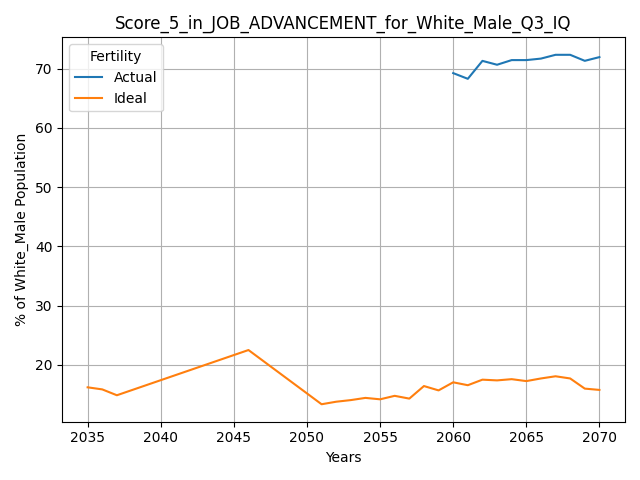 Score_5_in_JOB_ADVANCEMENT_for_White_Male_Q3_IQ
Fertility
Actual
Ideal
% of White_Male Population
70
60
50
40
30
20
2035 2040 2045 2050 2055 2060 2065 2070
Years